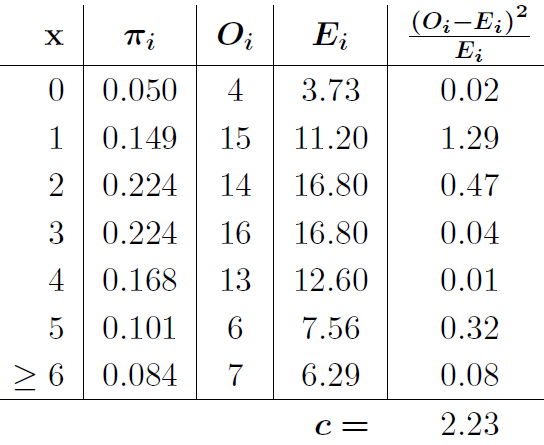 x π_i O_i E_i (O_i−E_i)²/E_i
0 0.050 4 3.73 0.02
1 0.149 15 11.20 1.29
2 0.224 14 16.80 0.47
3 0.224 16 16.80 0.04
4 0.168 13 12.60 0.01
5 0.101 6 7.56 0.32
≥ 6 0.084 7 6.29 0.08
c = 2.23